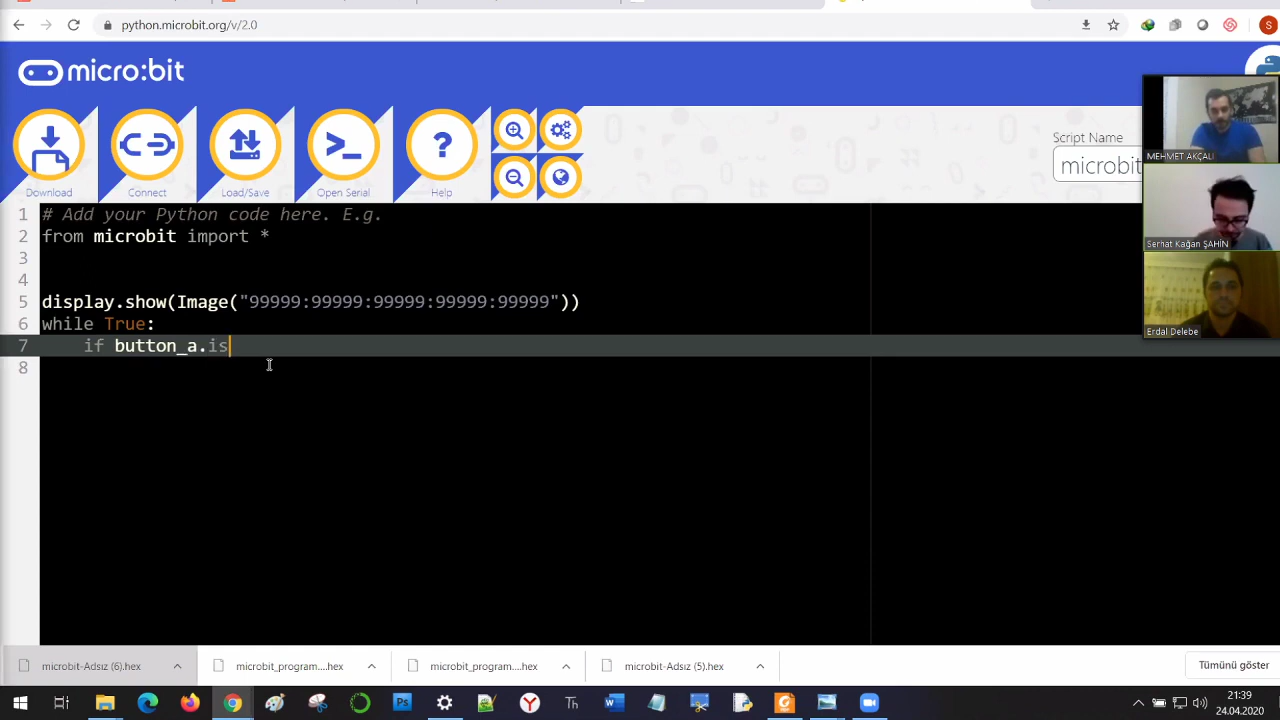 python.microbit.org/v/2.0
S
micro:bit
Download
Connect
Load/Save
Open Serial
Help
Script Name
microbit
MEHMET AKÇALI
Serhat Kağan ŞAHİN
Erdal Delebe
1 # Add your Python code here. E.g.
2 from microbit import *
3
4
5 display.show(Image("99999:99999:99999:99999:99999"))
6 while True:
7 if button_a.is
8
microbit-Adsız (6).hex
microbit_program....hex
microbit_program....hex
microbit-Adsız (5).hex
Tümünü göster
Ps
Th
W
21:39
24.04.2020